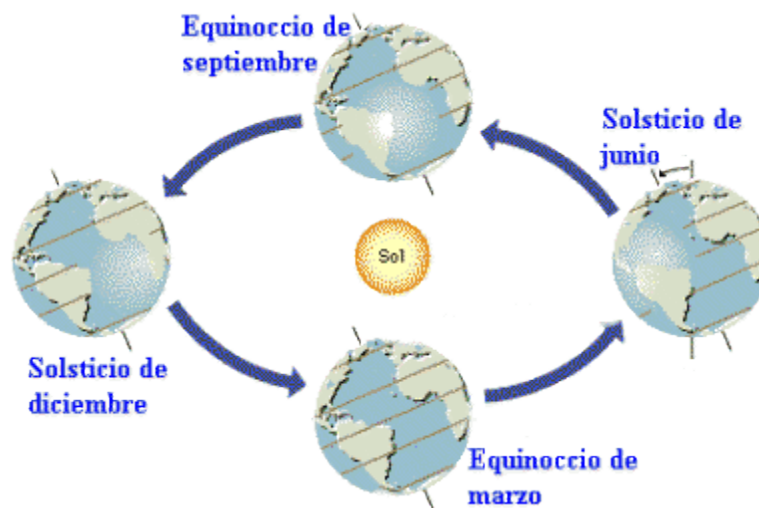 Equinoccio de
septiembre
Solsticio de
junio
Sol
Solsticio de
diciembre
Equinoccio de
marzo